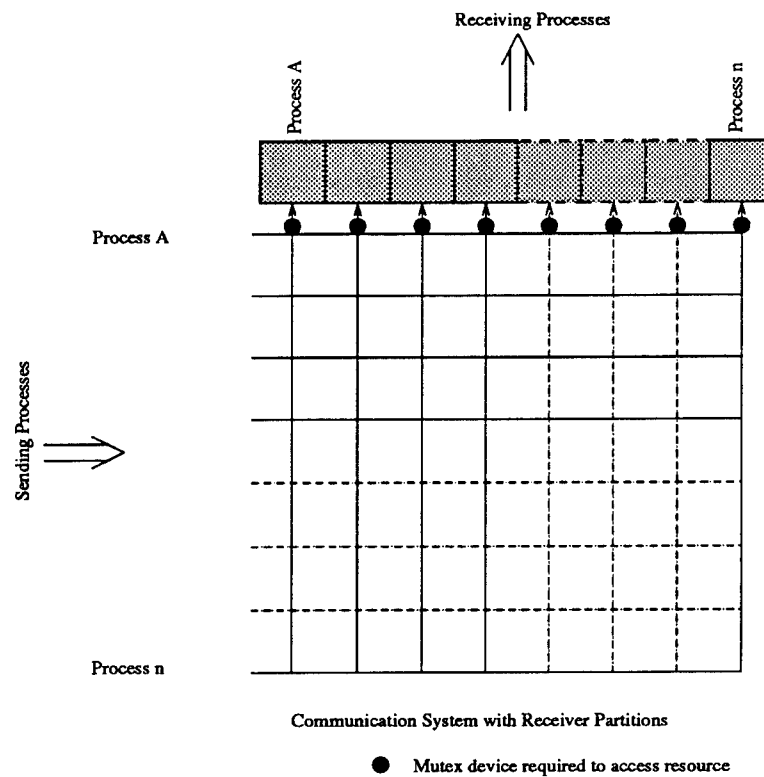 Receiving Processes
Process A
Process n
Process A
Sending Processes
Process n
Communication System with Receiver Partitions
Mutex device required to access resource